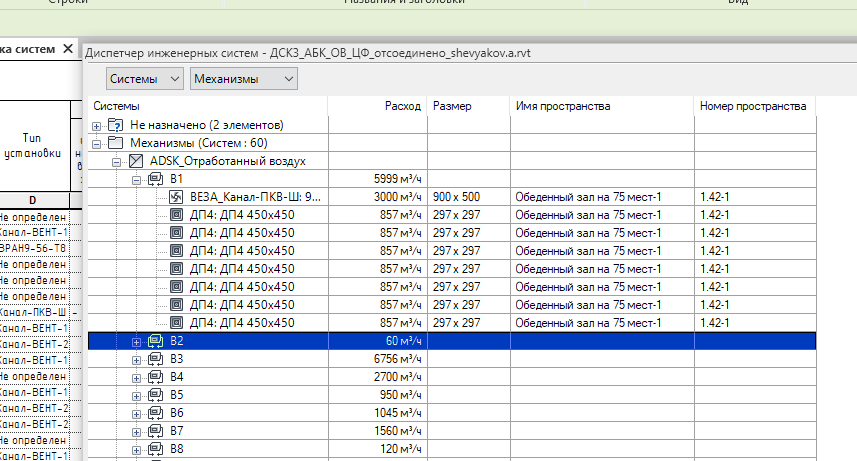 Строки Названия и заголовки Вид
ка систем
Диспетчер инженерных систем - ДСК3_АБК_ОВ_ЦФ_отсоединено_shevyakov.a.rvt
Системы Механизмы
Системы Расход Размер Имя пространства Номер пространства
Не назначено (2 элементов)
Механизмы (Систем : 60)
ADSK_Отработанный воздух
В1 5999 м³/ч
ВЕЗА_Канал-ПКВ-Ш: 9... 3000 м³/ч 900 x 500 Обеденный зал на 75 мест-1 1.42-1
ДП4: ДП4 450x450 857 м³/ч 297 x 297 Обеденный зал на 75 мест-1 1.42-1
ДП4: ДП4 450x450 857 м³/ч 297 x 297 Обеденный зал на 75 мест-1 1.42-1
ДП4: ДП4 450x450 857 м³/ч 297 x 297 Обеденный зал на 75 мест-1 1.42-1
ДП4: ДП4 450x450 857 м³/ч 297 x 297 Обеденный зал на 75 мест-1 1.42-1
ДП4: ДП4 450x450 857 м³/ч 297 x 297 Обеденный зал на 75 мест-1 1.42-1
ДП4: ДП4 450x450 857 м³/ч 297 x 297 Обеденный зал на 75 мест-1 1.42-1
ДП4: ДП4 450x450 857 м³/ч 297 x 297 Обеденный зал на 75 мест-1 1.42-1
В2 60 м³/ч
В3 6756 м³/ч
В4 2700 м³/ч
В5 950 м³/ч
В6 1045 м³/ч
В7 1560 м³/ч
В8 120 м³/ч
Тип
установки
D
Не определен
Канал-ВЕНТ-1
ВРАН9-56-Т8
Не определен
Не определен
Не определен
Канал-ПКВ-Ш -
Канал-ВЕНТ-1
Канал-ВЕНТ-2
Канал-ВЕНТ-1
Не определен
Канал-ВЕНТ-1
Канал-ВЕНТ-2
Канал-ВЕНТ-2
Не определен
Канал-ВЕНТ-1